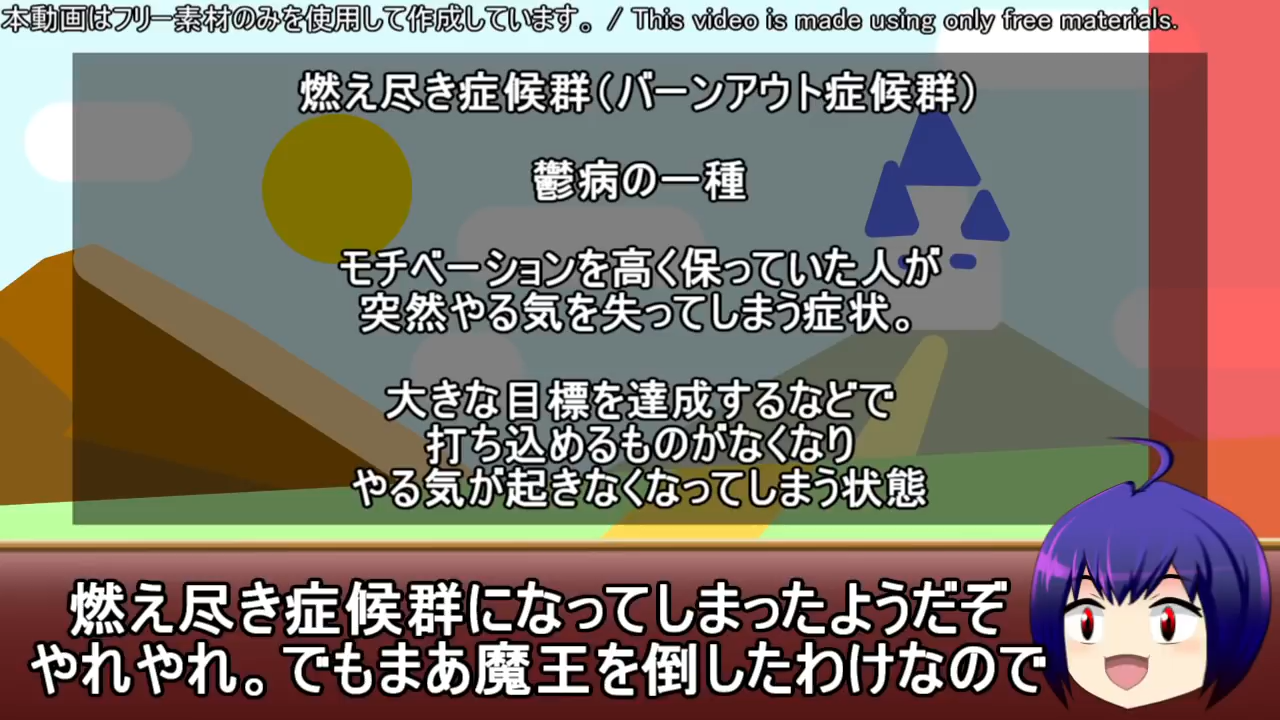 本動画はフリー素材のみを使用して作成しています。 / This video is made using only free materials.
燃え尽き症候群(バーンアウト症候群)
鬱病の一種
モチベーションを高く保っていた人が
突然やる気を失ってしまう症状。
大きな目標を達成するなどで
打ち込めるものがなくなり
やる気が起きなくなってしまう状態
燃え尽き症候群になってしまったようだぞ
やれやれ。でもまあ魔王を倒したわけなので